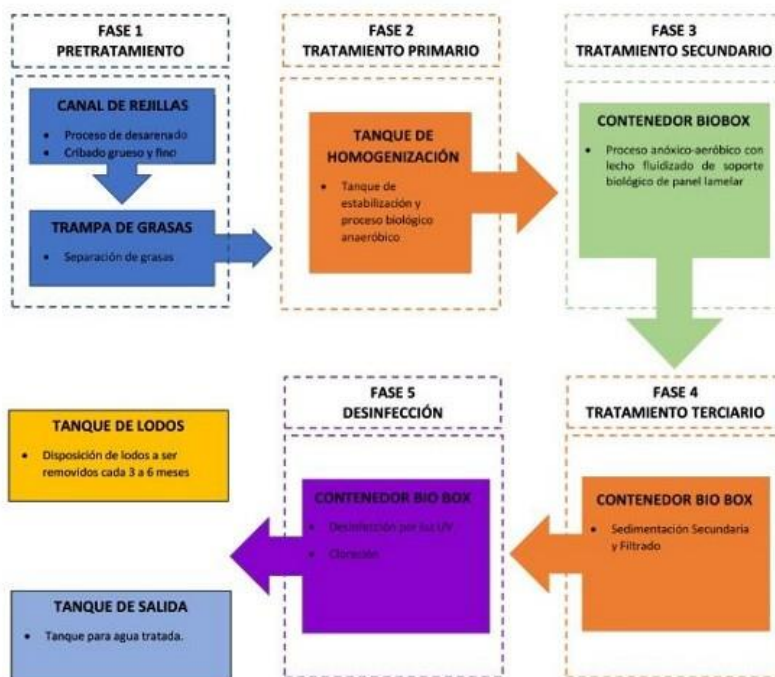 FASE 1
PRETRATAMIENTO
CANAL DE REJILLAS
• Proceso de desarenado
• Cribado grueso y fino
TRAMPA DE GRASAS
• Separación de grasas
FASE 2
TRATAMIENTO PRIMARIO
TANQUE DE
HOMOGENIZACIÓN
• Tanque de
estabilización y
proceso biológico
anaeróbico
FASE 3
TRATAMIENTO SECUNDARIO
CONTENEDOR BIOBOX
• Proceso anóxico-aeróbico con
lecho fluidizado de soporte
biológico de panel lamelar
FASE 4
TRATAMIENTO TERCIARIO
CONTENEDOR BIO BOX
• Sedimentación Secundaria
y Filtrado
FASE 5
DESINFECCIÓN
CONTENEDOR BIO BOX
• Desinfección por luz UV
• Cloración
TANQUE DE LODOS
• Disposición de lodos a ser
removidos cada 3 a 6 meses
TANQUE DE SALIDA
• Tanque para agua tratada.